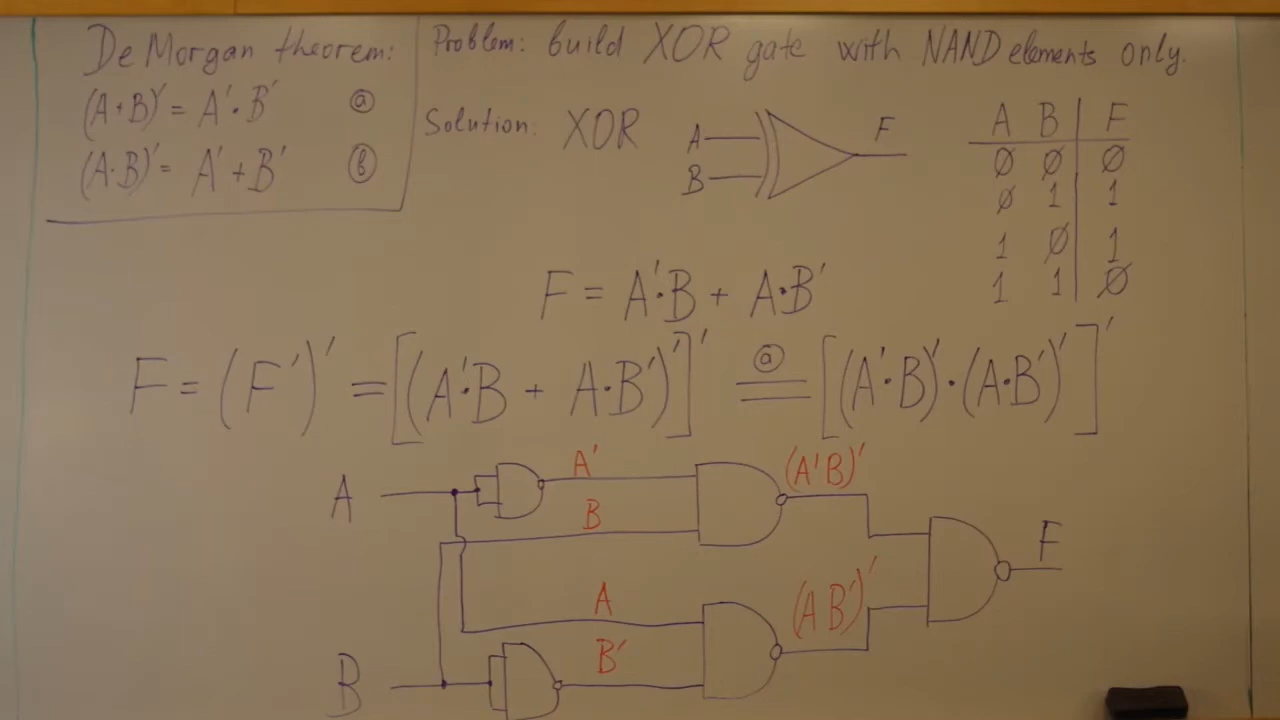 De Morgan theorem:
(A+B)' = A'·B' ⓐ
(A·B)' = A' + B' ⓑ
Problem: build XOR gate with NAND elements only.
Solution: XOR
A
B
F
A B F
0 0 0
0 1 1
1 0 1
1 1 0
F = A'·B + A·B'
F = (F')' = [(A'·B + A·B')']' ⓐ= [(A'·B)'·(A·B')']'
A
A'
B
(A'B)'
F
A
B'
(AB')'
B